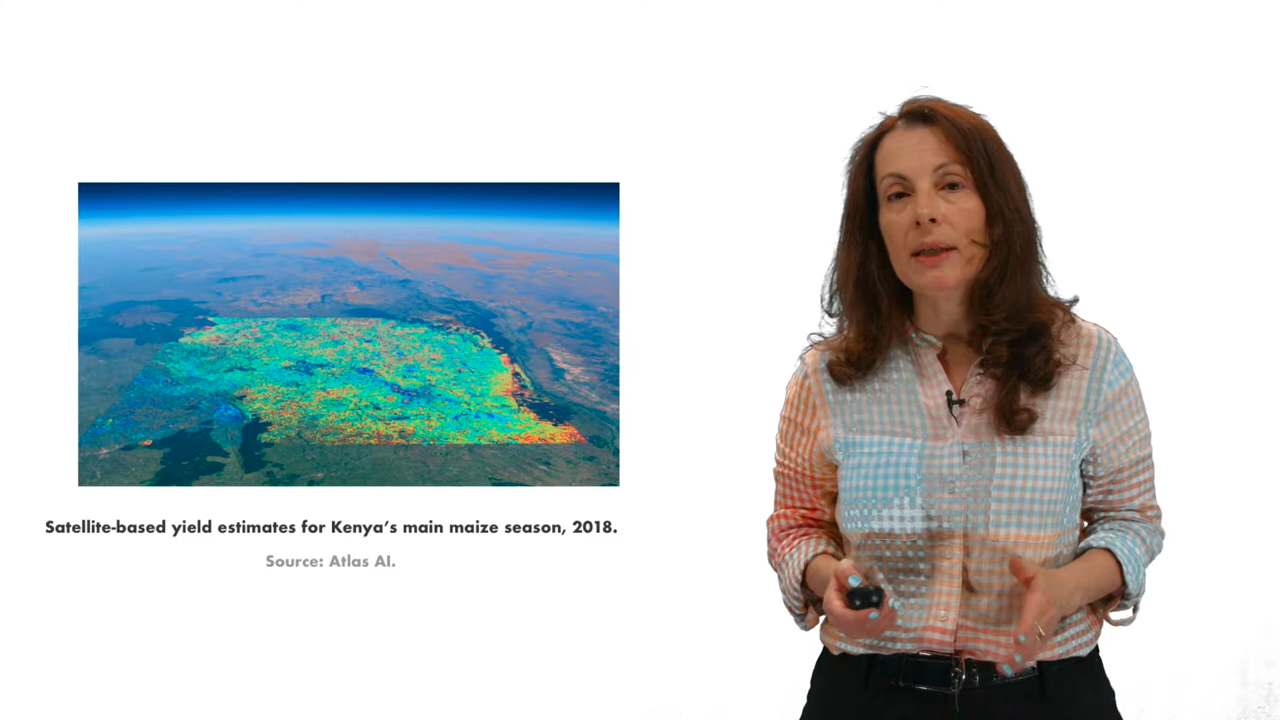 Satellite-based yield estimates for Kenya’s main maize season, 2018.
Source: Atlas AI.